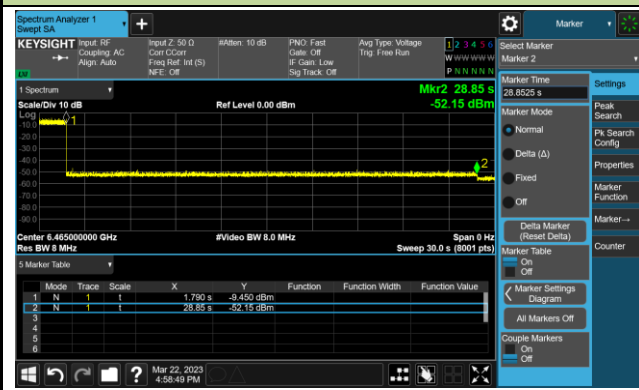 Spectrum Analyzer 1
Swept SA
+
Marker
KEYSIGHT Input: RF Input Z: 50 Ω #Atten: 10 dB PNO: Fast Avg Type: Voltage 1 2 3 4 5 6
Coupling: AC Corr CCorr Gate: Off Trig: Free Run W W W W W W
Align: Auto Freq Ref: Int (S) IF Gain: Low P N N N N N
NFE: Off Sig Track: Off
LXI
Select Marker
Marker 2
1 Spectrum
Mkr2 28.85 s
Scale/Div 10 dB Ref Level 0.00 dBm -52.15 dBm
Log
-10.0
-20.0
-30.0
-40.0
-50.0
-60.0
-70.0
-80.0
-90.0
1
2
Center 6.465000000 GHz #Video BW 8.0 MHz Span 0 Hz
Res BW 8 MHz Sweep 30.0 s (8001 pts)
5 Marker Table
Mode Trace Scale X Y Function Function Width Function Value
1 N 1 t 1.790 s -9.450 dBm
2 N 1 t 28.85 s -52.15 dBm
3
4
5
6
Marker Time
28.8525 s
Marker Mode
Normal
Delta (Δ)
Fixed
Off
Delta Marker
(Reset Delta)
Marker Table
On
Off
Marker Settings
Diagram
All Markers Off
Couple Markers
On
Off
Settings
Peak
Search
Pk Search
Config
Properties
Marker
Function
Marker→
Counter
?
Mar 22, 2023
4:58:49 PM